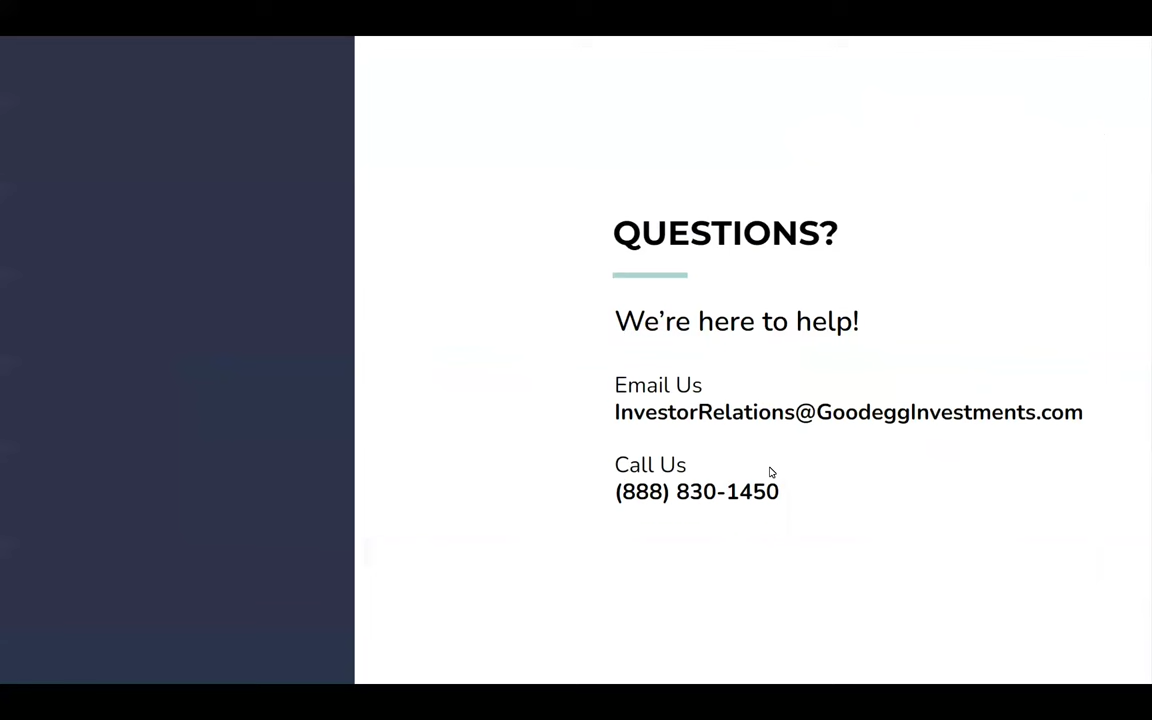 QUESTIONS?
We’re here to help!
Email Us
InvestorRelations@GoodeggInvestments.com
Call Us
(888) 830-1450